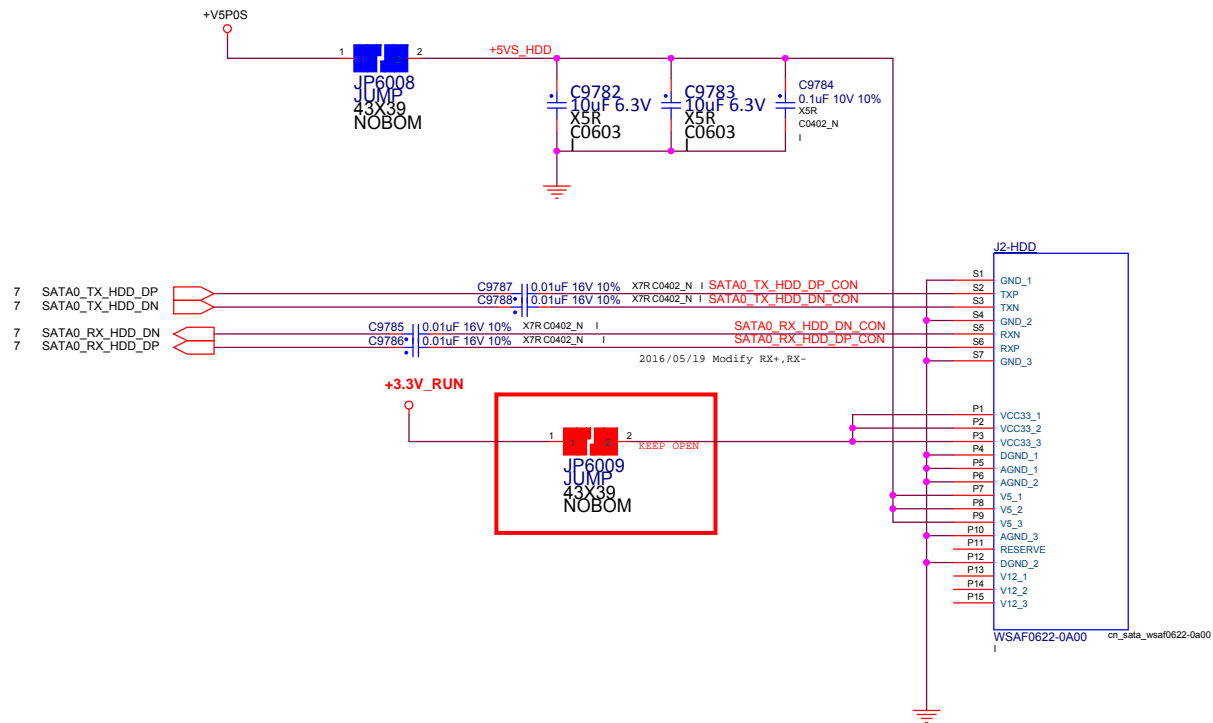 +V5P0S
1 2
1 2
JP6008
JUMP
43X39
NOBOM
+5VS_HDD
C9782
10uF 6.3V
X5R
C0603
I
C9783
10uF 6.3V
X5R
C0603
I
C9784
0.1uF 10V 10%
X5R
C0402_N
I
7 SATA0_TX_HDD_DP
7 SATA0_TX_HDD_DN
7 SATA0_RX_HDD_DN
7 SATA0_RX_HDD_DP
C9787 0.01uF 16V 10% X7R C0402_N I SATA0_TX_HDD_DP_CON
C9788 0.01uF 16V 10% X7R C0402_N I SATA0_TX_HDD_DN_CON
C9785 0.01uF 16V 10% X7R C0402_N I SATA0_RX_HDD_DN_CON
C9786 0.01uF 16V 10% X7R C0402_N I SATA0_RX_HDD_DP_CON
2016/05/19 Modify RX+,RX-
+3.3V_RUN
1 2
1 2
KEEP OPEN
JP6009
JUMP
43X39
NOBOM
J2-HDD
S1 GND_1
S2 TXP
S3 TXN
S4 GND_2
S5 RXN
S6 RXP
S7 GND_3
P1 VCC33_1
P2 VCC33_2
P3 VCC33_3
P4 DGND_1
P5 AGND_1
P6 AGND_2
P7 V5_1
P8 V5_2
P9 V5_3
P10 AGND_3
P11 RESERVE
P12 DGND_2
P13 V12_1
P14 V12_2
P15 V12_3
WSAF0622-0A00
cn_sata_wsaf0622-0a00
I